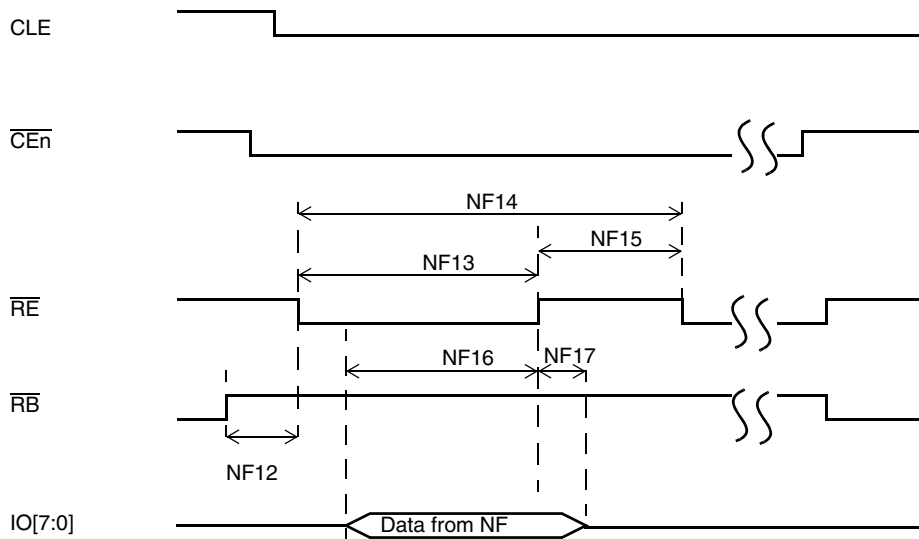 CLE
CEn
NF14
NF15
NF13
RE
NF16
NF17
RB
NF12
IO[7:0]
Data from NF